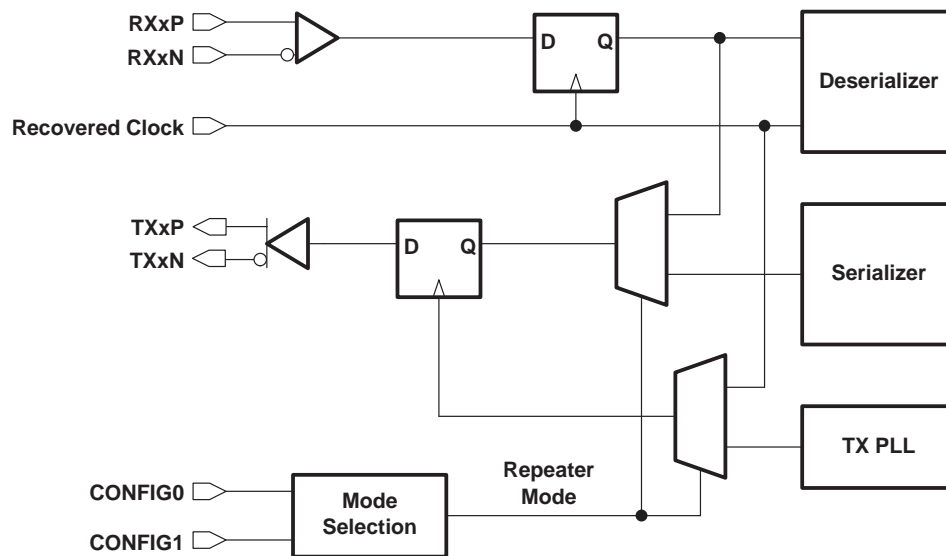 RXxP
RXxN
D
Q
Deserializer
Recovered Clock
TXxP
TXxN
D
Q
Serializer
TX PLL
CONFIG0
CONFIG1
Mode
Selection
Repeater
Mode